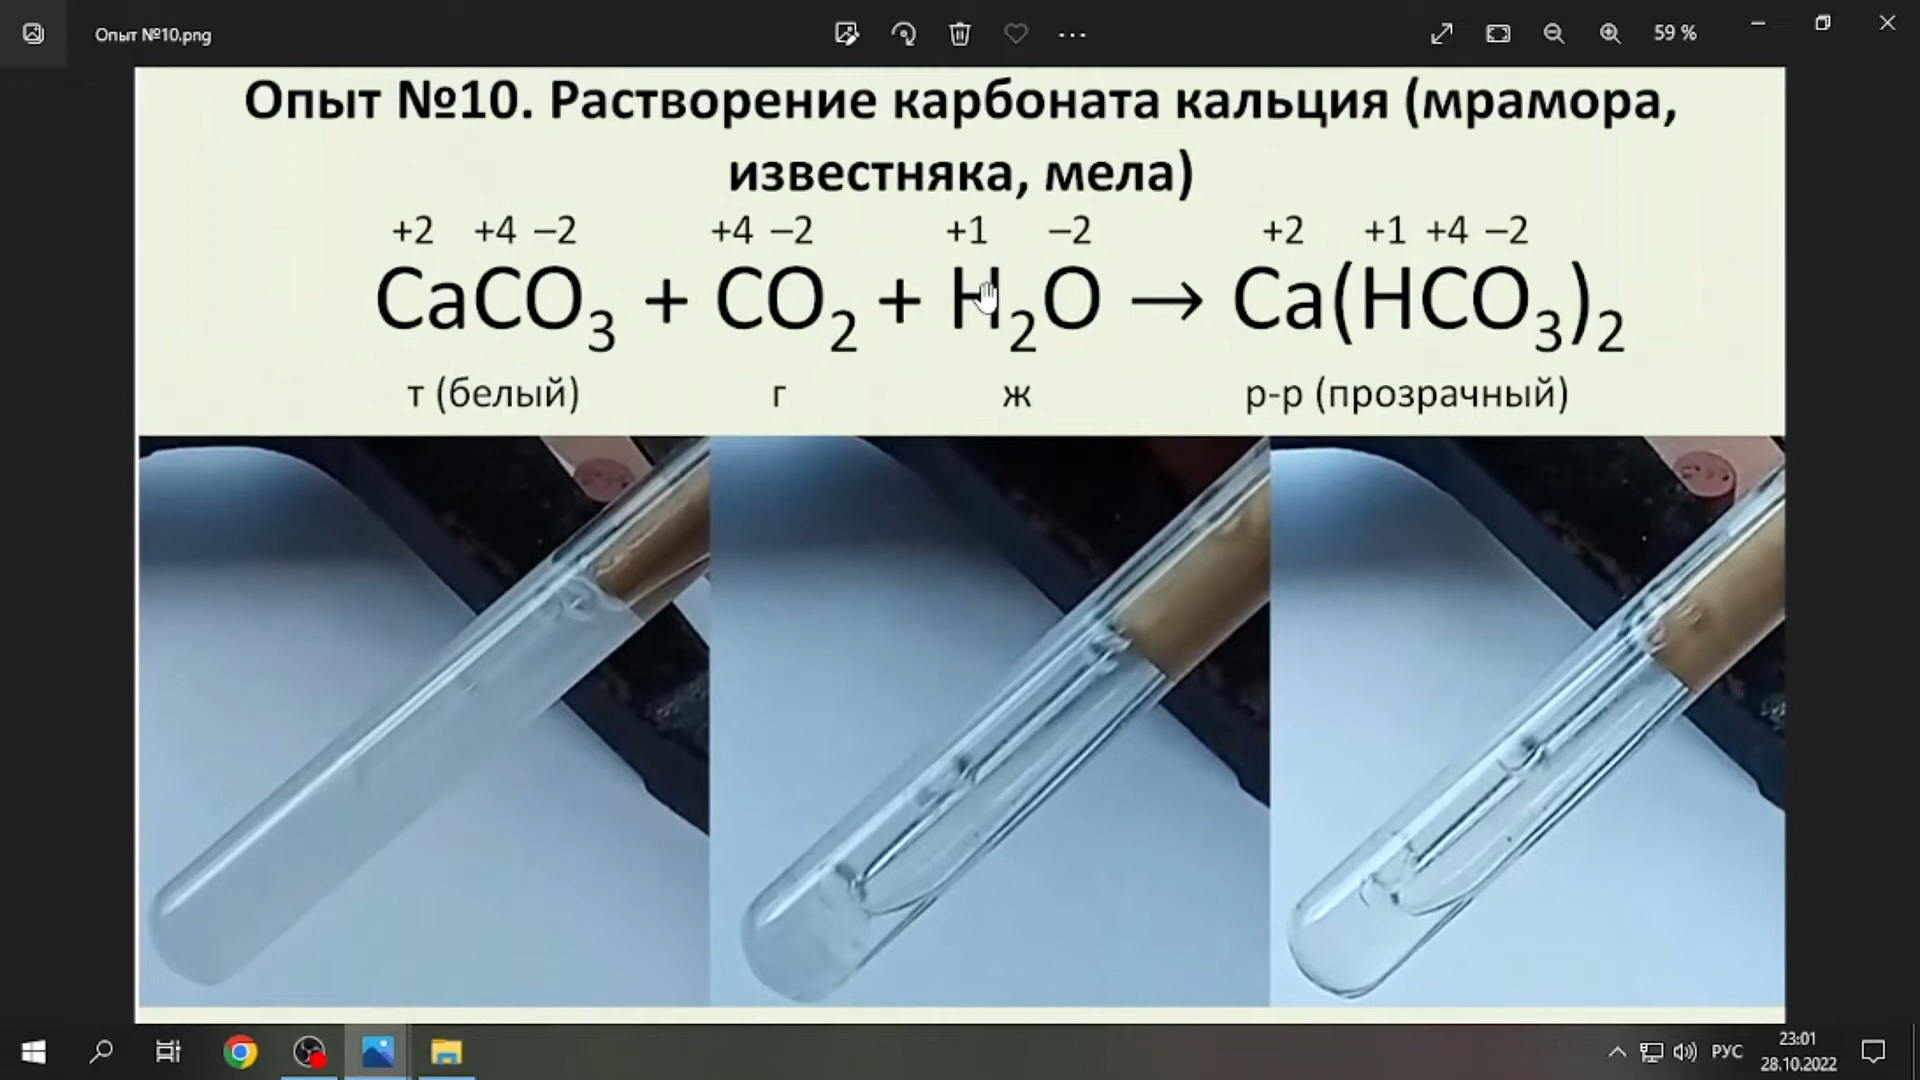 Опыт №10.png
59 %
Опыт №10. Растворение карбоната кальция (мрамора,
известняка, мела)
+2 +4 –2 +4 –2 +1 –2 +2 +1 +4 –2
CaCO₃ + CO₂ + H₂O → Ca(HCO₃)₂
т (белый) г ж р-р (прозрачный)
РУС
23:01
28.10.2022